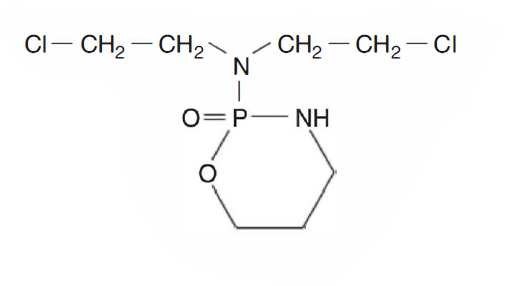 Cl — CH₂ — CH₂ CH₂ — CH₂ — Cl
N
O=P — NH
O